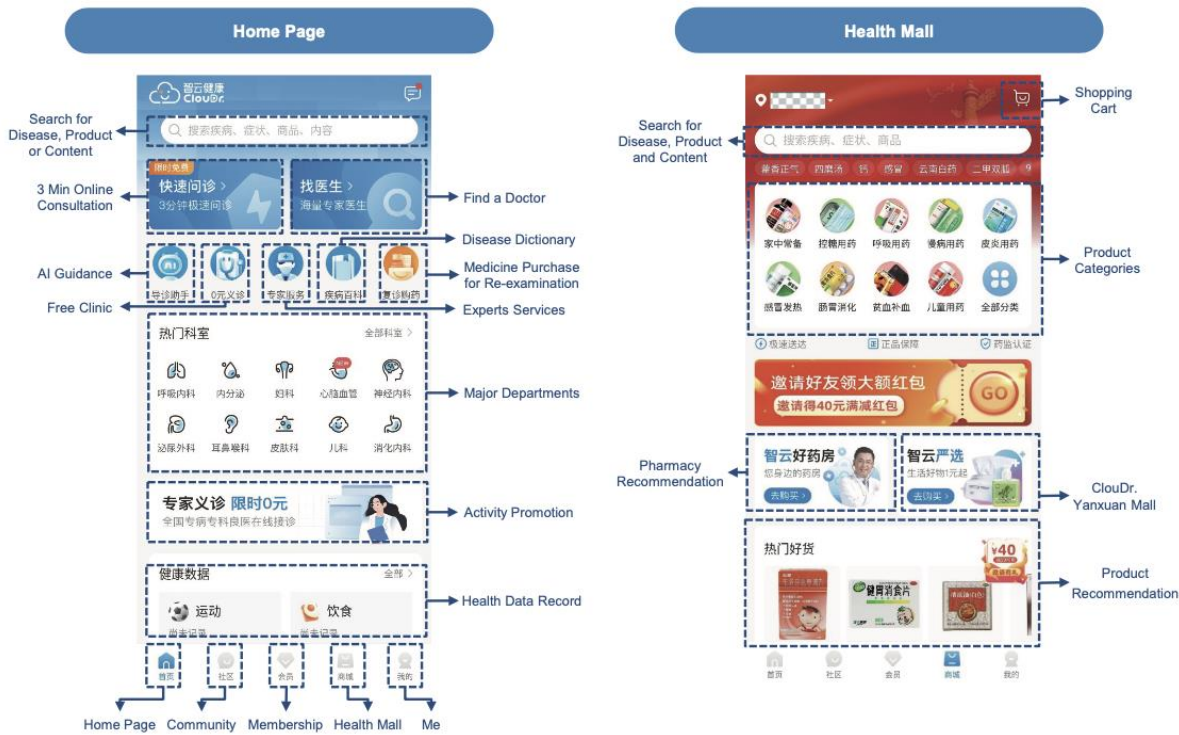 Home Page
智云健康
ClouDr.
Search for
Disease, Product
or Content
搜索疾病、症状、商品、内容
3 Min Online
Consultation
限时免费
快速问诊 >
3分钟极速问诊
找医生 >
海量专家医生
Find a Doctor
Disease Dictionary
AI Guidance
AI
导诊助手
0元义诊
专家服务
疾病百科
复诊购药
Medicine Purchase
for Re-examination
Free Clinic
Experts Services
热门科室
全部科室 >
呼吸内科
内分泌
妇科
心脑血管
神经内科
Major Departments
泌尿外科
耳鼻喉科
皮肤科
儿科
消化内科
专家义诊 限时0元
全国专病专科良医在线接诊
Activity Promotion
健康数据
全部 >
运动
饮食
尚未记录
尚未记录
Health Data Record
首页
社区
会员
商城
我的
Home Page
Community
Membership
Health Mall
Me
Health Mall
Shopping
Cart
Search for
Disease, Product
and Content
搜索疾病、症状、商品
藿香正气
四磨汤
钙
感冒
云南白药
二甲双胍
家中常备
控糖用药
呼吸用药
慢病用药
皮炎用药
Product
Categories
感冒发热
肠胃消化
贫血补血
儿童用药
全部分类
极速送达
正品保障
药监认证
邀请好友领大额红包
邀请得40元满减红包
GO
Pharmacy
Recommendation
智云好药房
您身边的药房
去购买 >
智云严选
生活好物1元起
去购买 >
ClouDr.
Yanxuan Mall
热门好货
¥40
健胃消食片
Product
Recommendation
首页
社区
会员
商城
我的